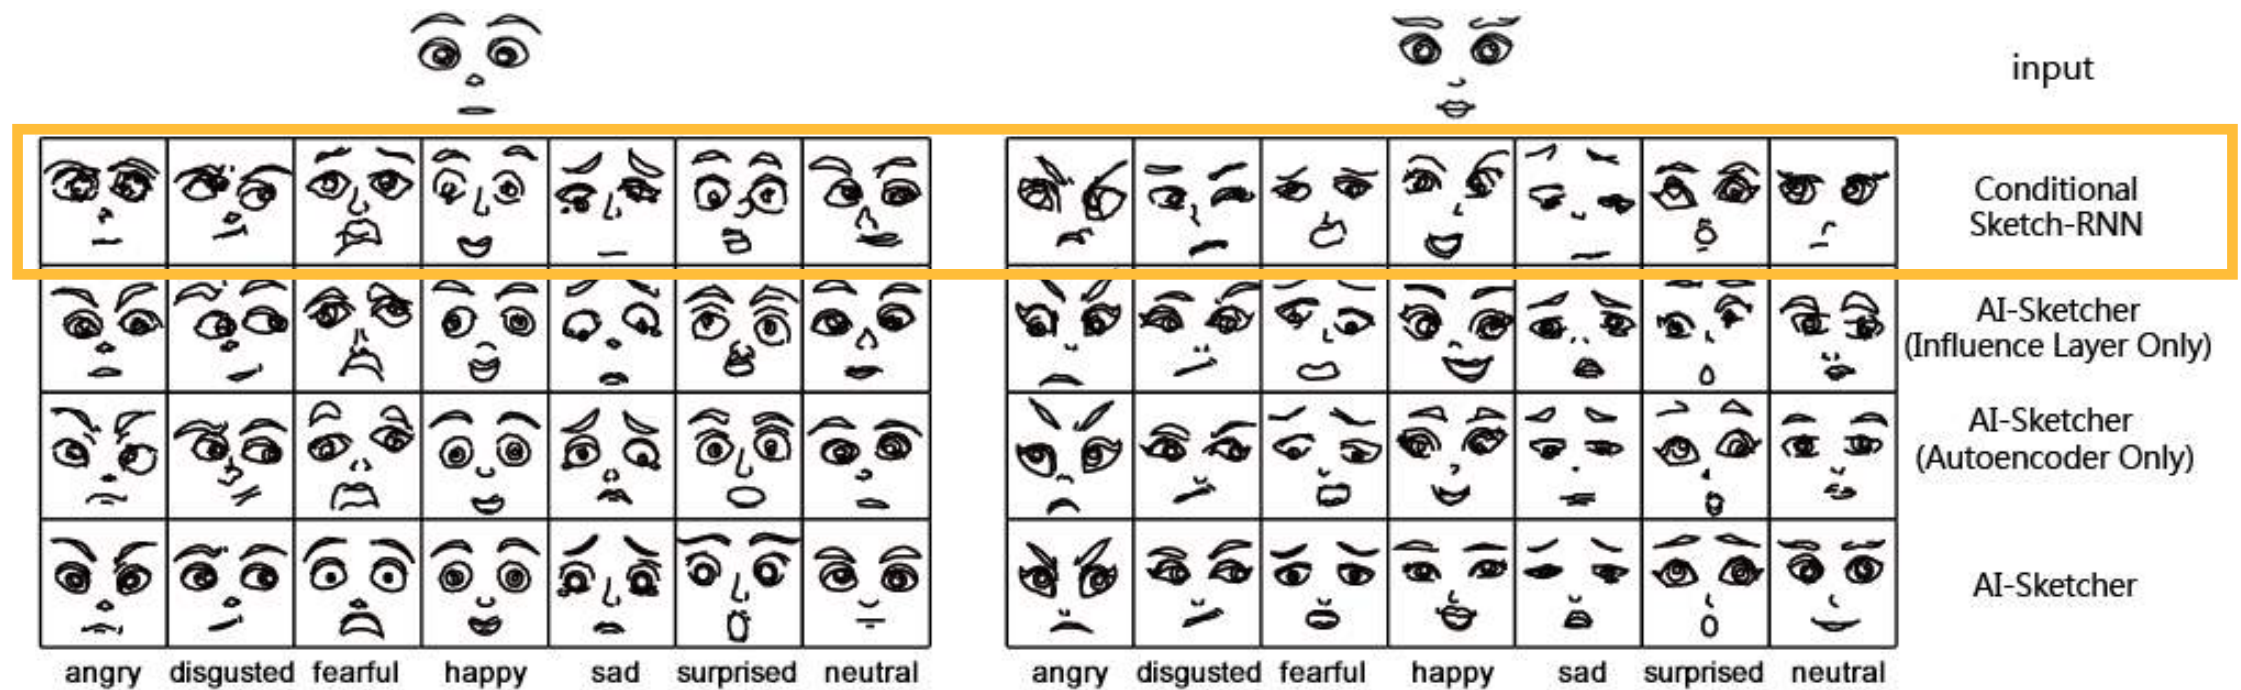 input
Conditional
Sketch-RNN
AI-Sketcher
(Influence Layer Only)
AI-Sketcher
(Autoencoder Only)
AI-Sketcher
angry disgusted fearful happy sad surprised neutral angry disgusted fearful happy sad surprised neutral